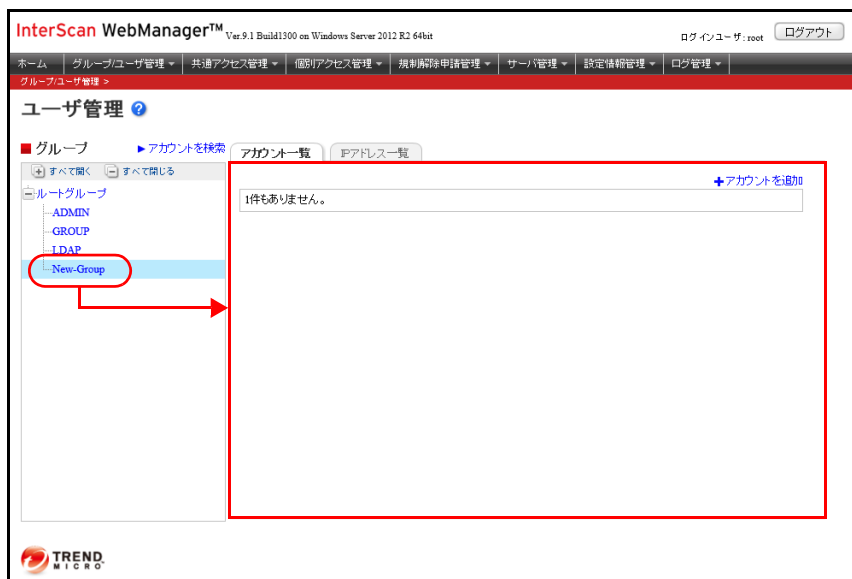 InterScan WebManager™ Ver.9.1 Build1300 on Windows Server 2012 R2 64bit
ログインユーザ: root ログアウト
ホーム グループ/ユーザ管理 共通アクセス管理 個別アクセス管理 規制解除申請管理 サーバ管理 設定情報管理 ログ管理
グループ/ユーザ管理 >
ユーザ管理 ?
グループ アカウントを検索 アカウント一覧 IPアドレス一覧
すべて開く すべて閉じる
アカウントを追加
ルートグループ
1件もありません。
ADMIN
GROUP
LDAP
New-Group
TREND
MICRO